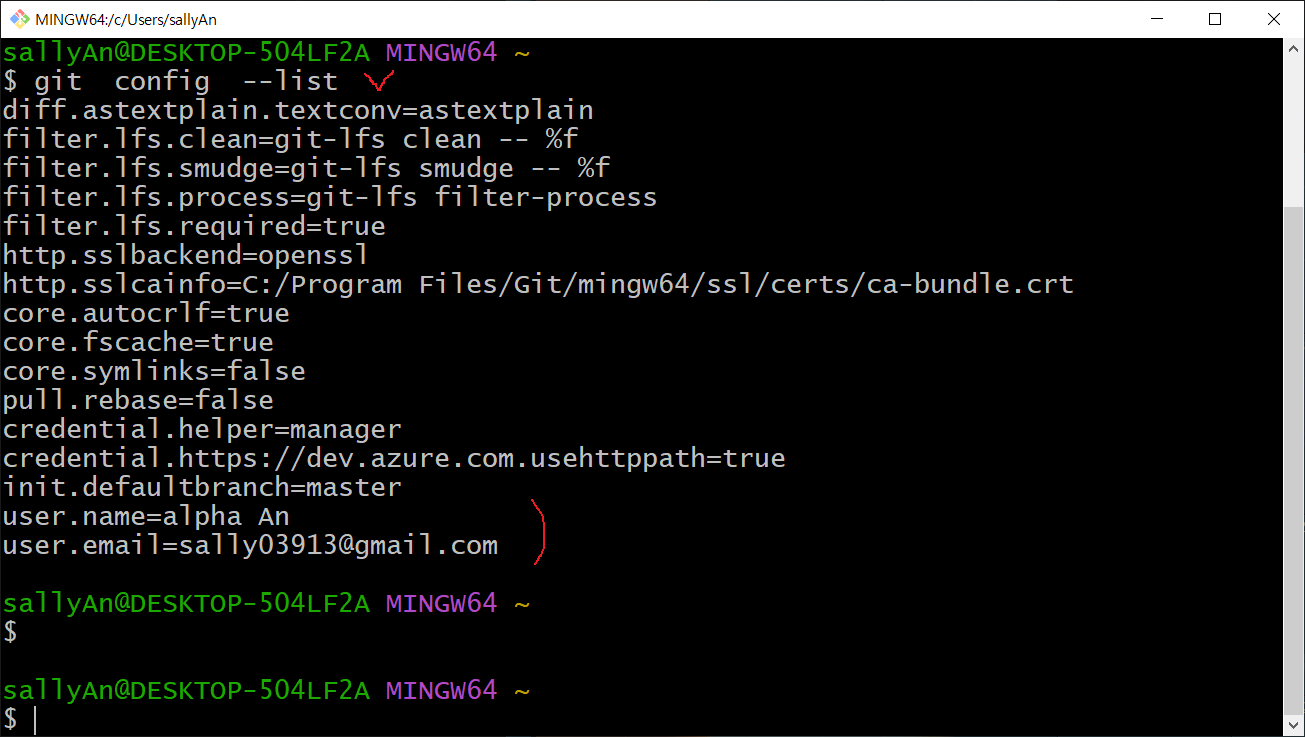 MINGW64:/c/Users/sallyAn
sallyAn@DESKTOP-504LF2A MINGW64 ~
$ git  config  --list
diff.astextplain.textconv=astextplain
filter.lfs.clean=git-lfs clean -- %f
filter.lfs.smudge=git-lfs smudge -- %f
filter.lfs.process=git-lfs filter-process
filter.lfs.required=true
http.sslbackend=openssl
http.sslcainfo=C:/Program Files/Git/mingw64/ssl/certs/ca-bundle.crt
core.autocrlf=true
core.fscache=true
core.symlinks=false
pull.rebase=false
credential.helper=manager
credential.https://dev.azure.com.usehttppath=true
init.defaultbranch=master
user.name=alpha An
user.email=sally03913@gmail.com
sallyAn@DESKTOP-504LF2A MINGW64 ~
$
sallyAn@DESKTOP-504LF2A MINGW64 ~
$